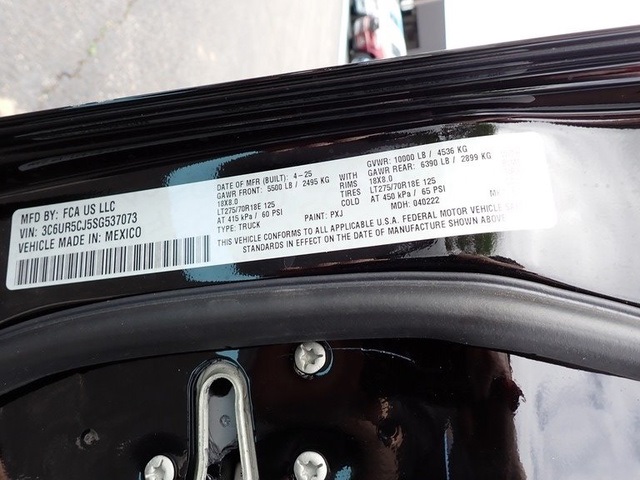 MFD BY: FCA US LLC
VIN: 3C6UR5CJ5SG537073
VEHICLE MADE IN: MEXICO
DATE OF MFR (BUILT): 4-25
GAWR FRONT: 5500 LB / 2495 KG WITH
18X8.0 RIMS
LT275/70R18E 125 TIRES
AT 415 kPa / 60 PSI
TYPE: TRUCK PAINT: PXJ
GVWR: 10000 LB / 4536 KG
GAWR REAR: 6390 LB / 2899 KG
18X8.0
LT275/70R18E 125
AT 450 kPa / 65 PSI
MDH: 040222
THIS VEHICLE CONFORMS TO ALL APPLICABLE U.S.A. FEDERAL MOTOR VEHICLE
STANDARDS IN EFFECT ON THE DATE OF MANUFACTURE SHOWN ABOVE